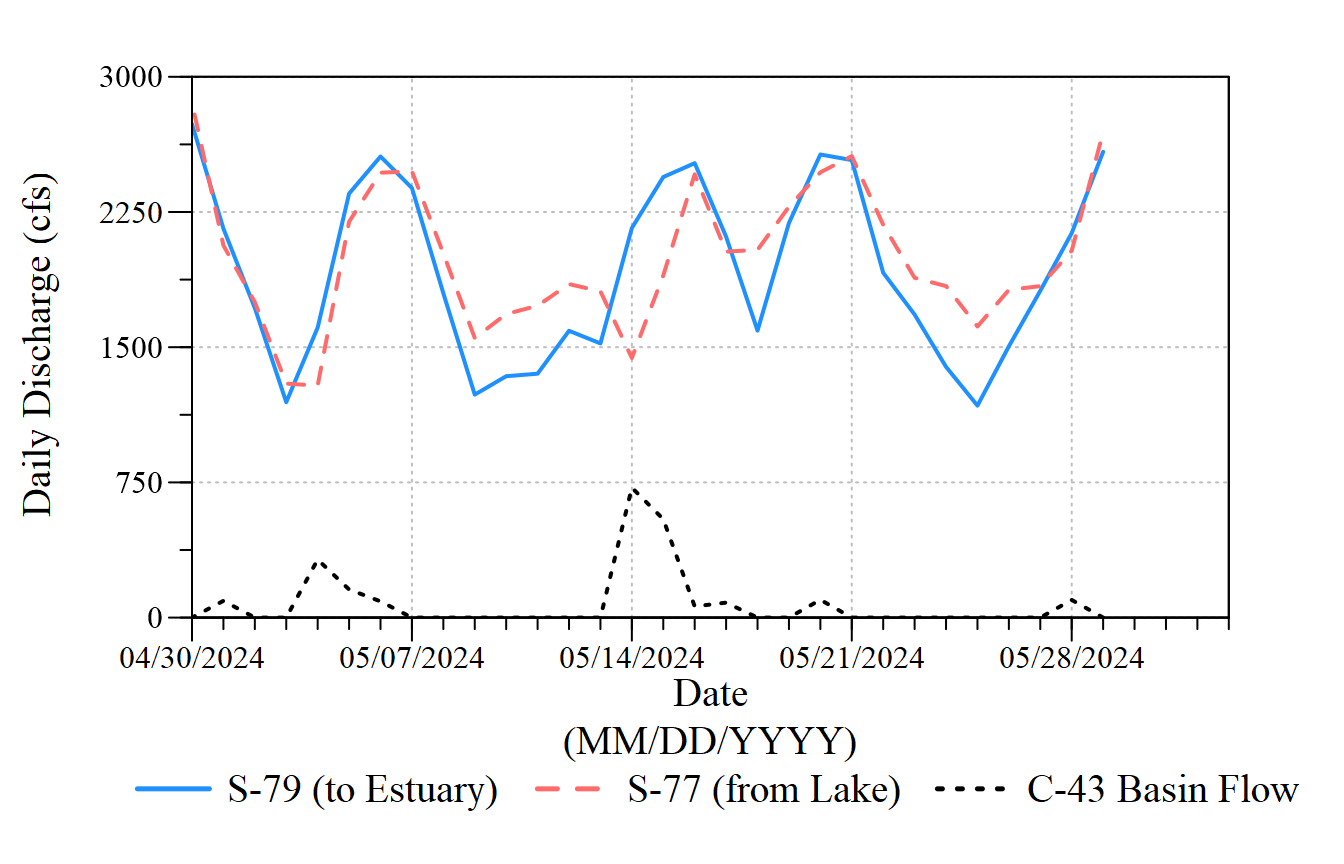 3000
2250
1500
750
0
Daily Discharge (cfs)
04/30/2024 05/07/2024 05/14/2024 05/21/2024 05/28/2024
Date
(MM/DD/YYYY)
S-79 (to Estuary) S-77 (from Lake) C-43 Basin Flow